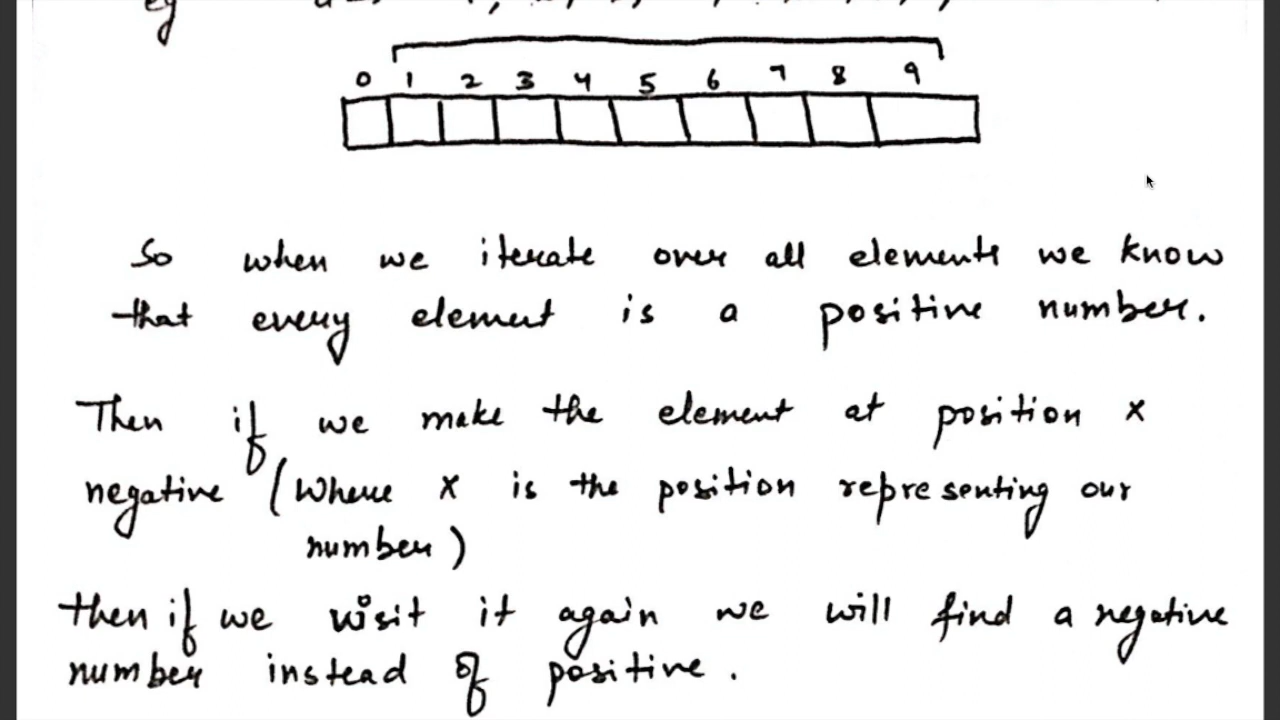 eg
0 1 2 3 4 5 6 7 8 9
So when we iterate over all elements we know
that every element is a positive number.
Then if we make the element at position x
negative (Where x is the position representing our
number)
then if we visit it again we will find a negative
number instead of positive.